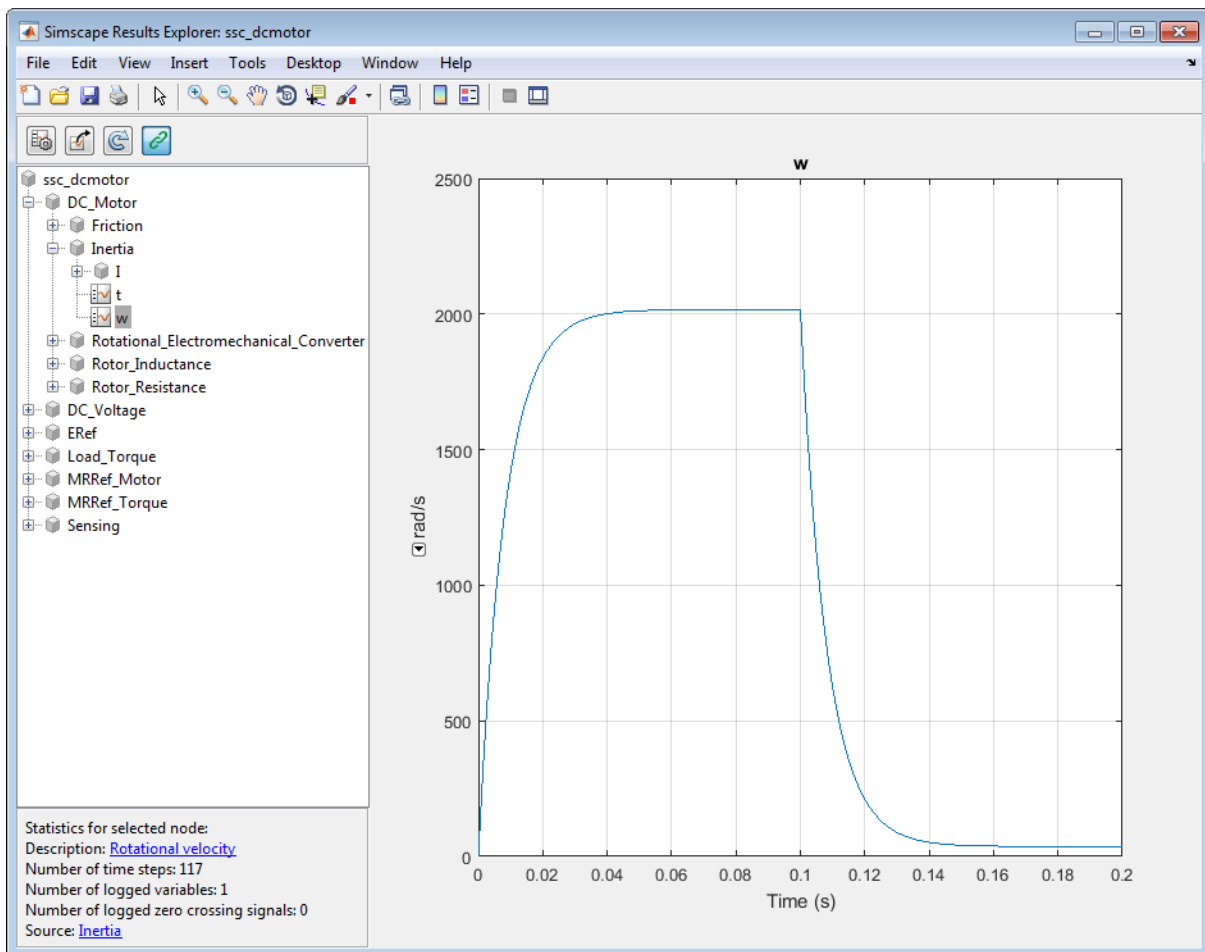 Simscape Results Explorer: ssc_dcmotor
File Edit View Insert Tools Desktop Window Help
ssc_dcmotor
DC_Motor
Friction
Inertia
I
t
w
Rotational_Electromechanical_Converter
Rotor_Inductance
Rotor_Resistance
DC_Voltage
ERef
Load_Torque
MRRef_Motor
MRRef_Torque
Sensing
Statistics for selected node:
Description: Rotational velocity
Number of time steps: 117
Number of logged variables: 1
Number of logged zero crossing signals: 0
Source: Inertia
w
2500
2000
1500
1000
500
0
rad/s
0 0.02 0.04 0.06 0.08 0.1 0.12 0.14 0.16 0.18 0.2
Time (s)